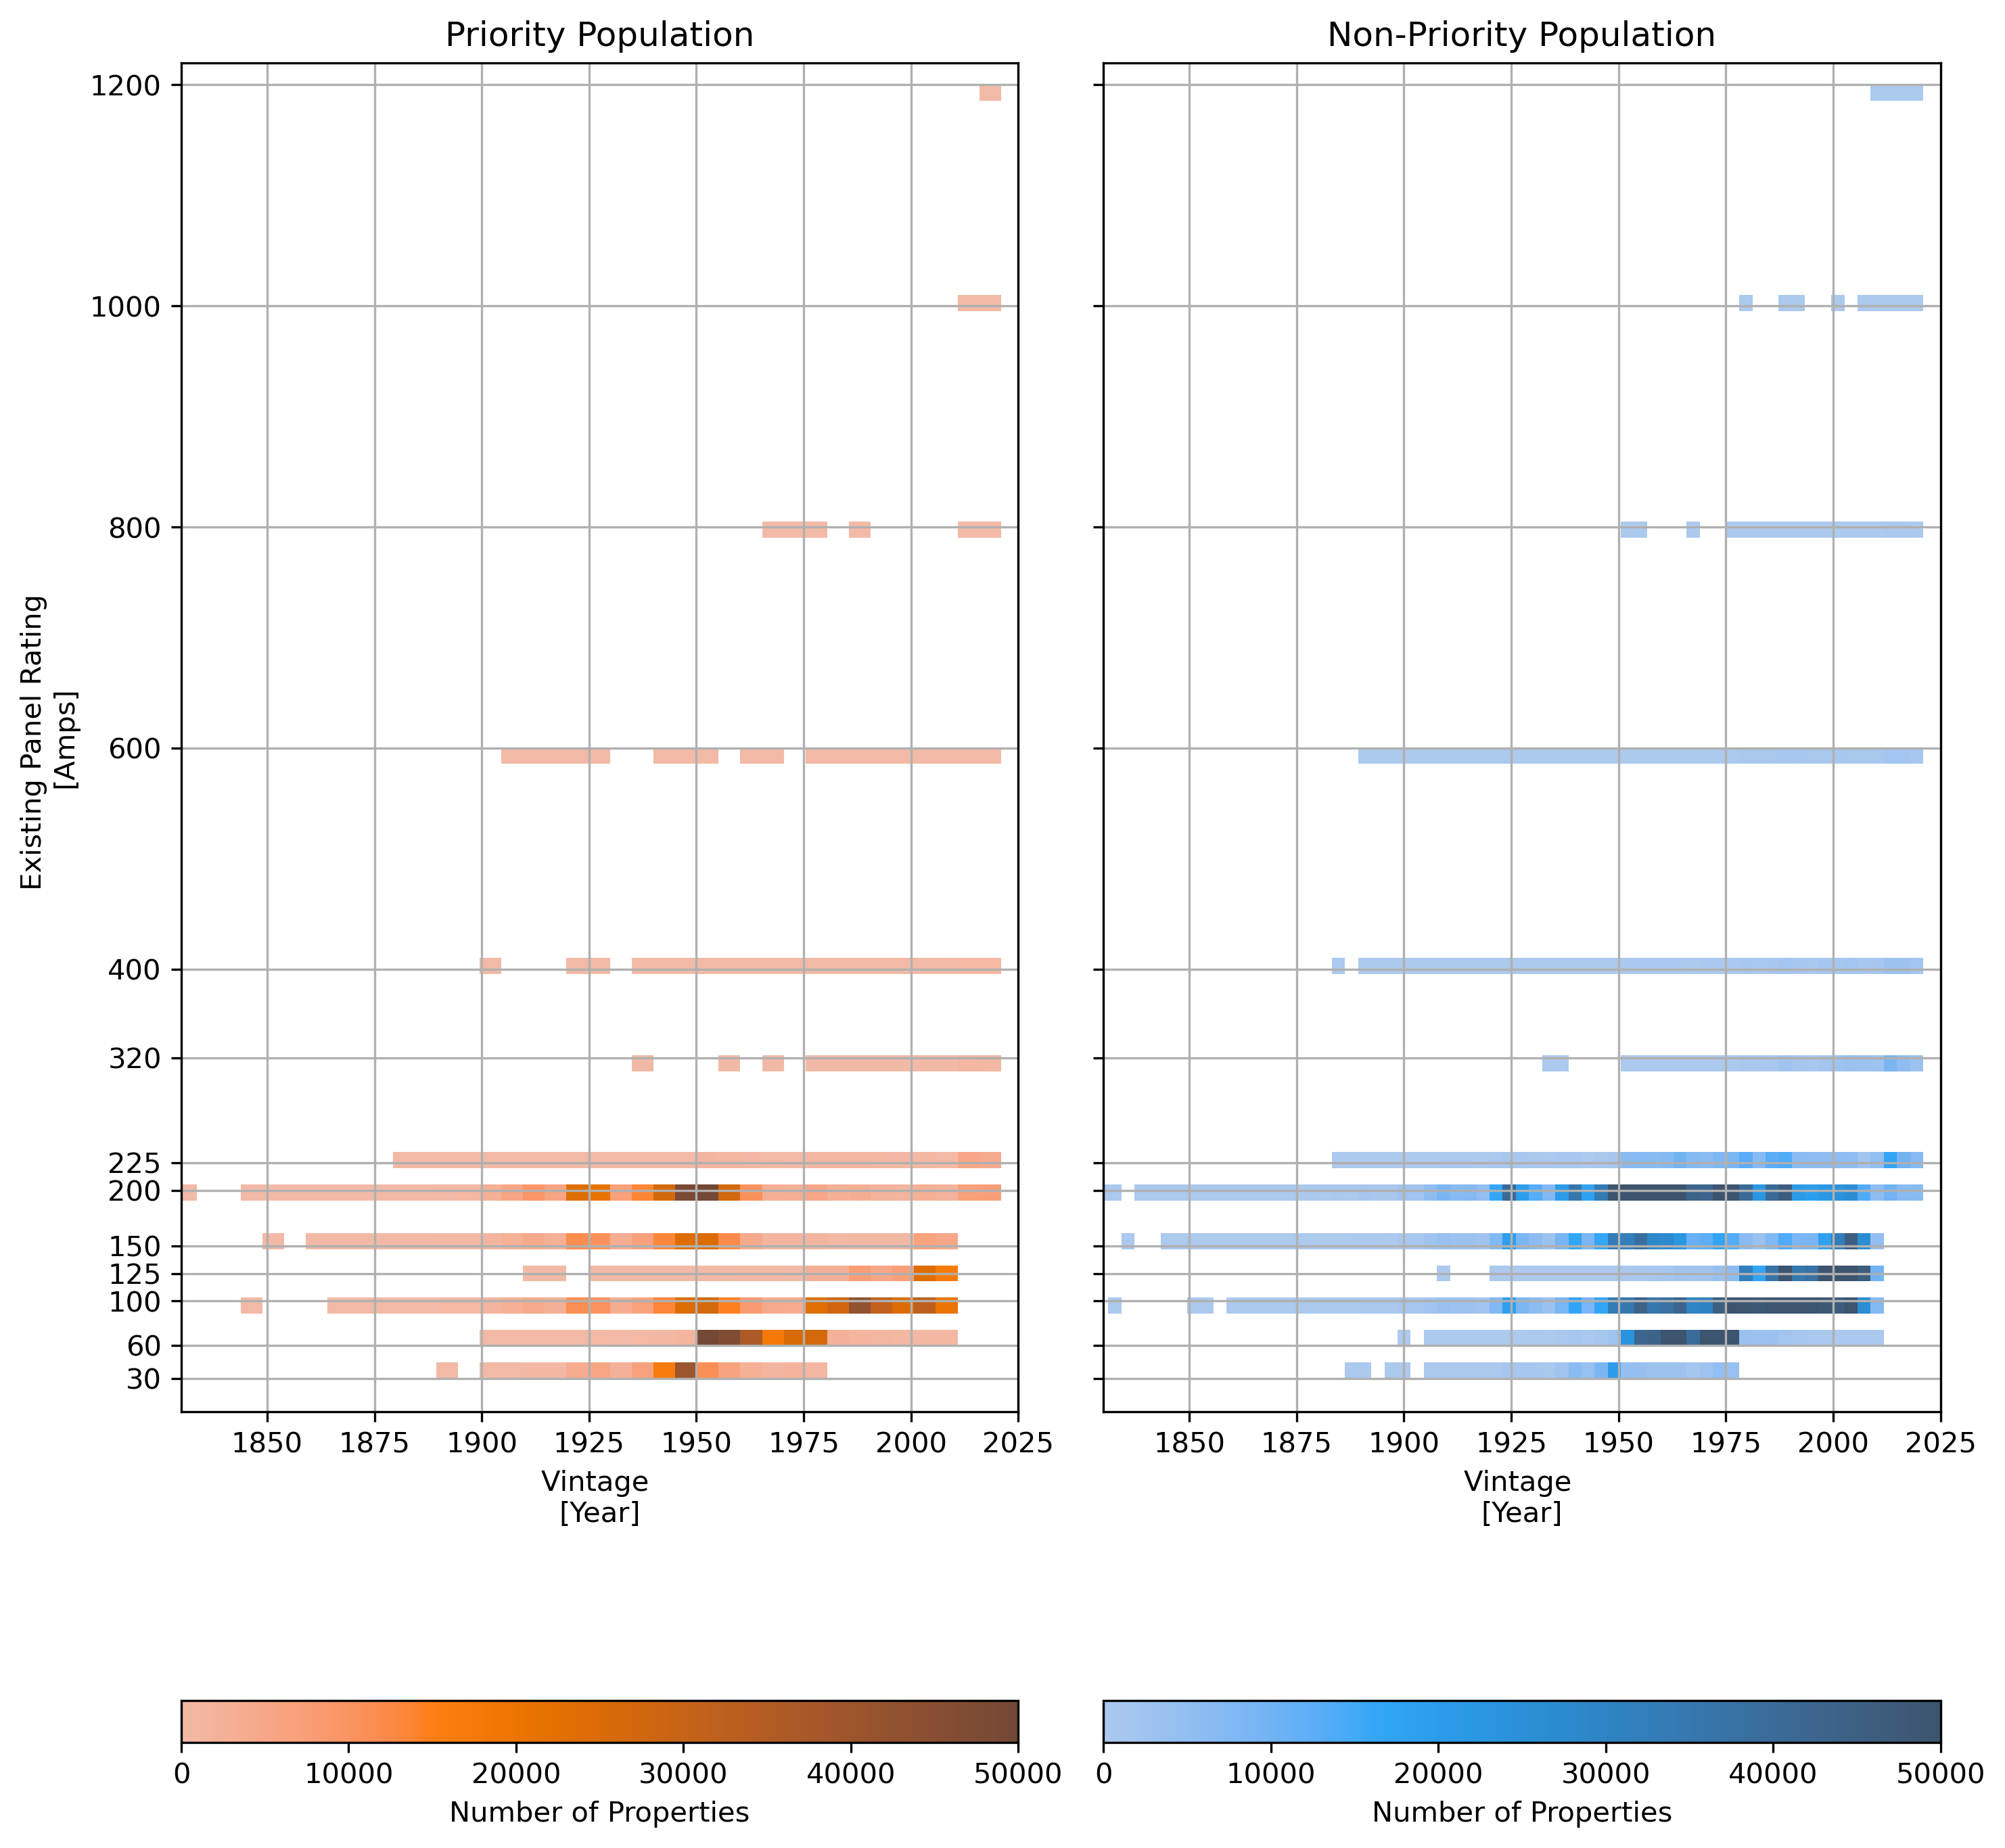 Priority Population
Non-Priority Population
Existing Panel Rating
[Amps]
1200
1000
800
600
400
320
225
200
150
125
100
60
30
1850 1875 1900 1925 1950 1975 2000 2025
1850 1875 1900 1925 1950 1975 2000 2025
Vintage
[Year]
Vintage
[Year]
0 10000 20000 30000 40000 50000
Number of Properties
0 10000 20000 30000 40000 50000
Number of Properties